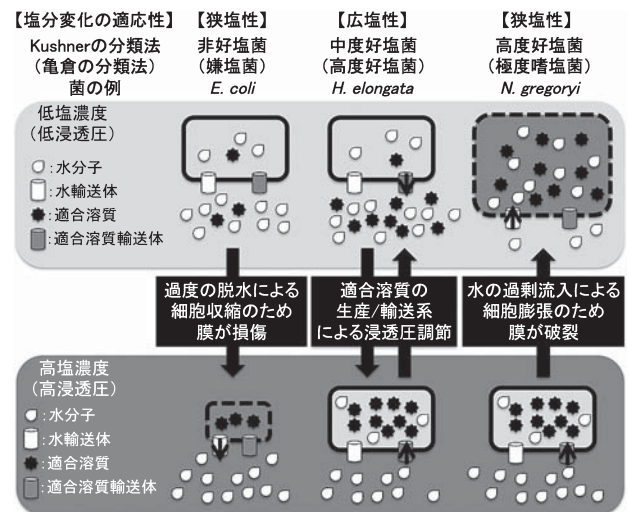 【塩分変化の適応性】
【狭塩性】
【広塩性】
【狭塩性】
Kushnerの分類法
非好塩菌
中度好塩菌
高度好塩菌
(亀倉の分類法)
(嫌塩菌)
(高度好塩菌)
(極度嗜塩菌)
菌の例
E. coli
H. elongata
N. gregoryi
低塩濃度
(低浸透圧)
:水分子
:水輸送体
:適合溶質
:適合溶質輸送体
過度の脱水による
細胞収縮のため
膜が損傷
適合溶質の
生産/輸送系
による浸透圧調節
水の過剰流入による
細胞膨張のため
膜が破裂
高塩濃度
(高浸透圧)
:水分子
:水輸送体
:適合溶質
:適合溶質輸送体